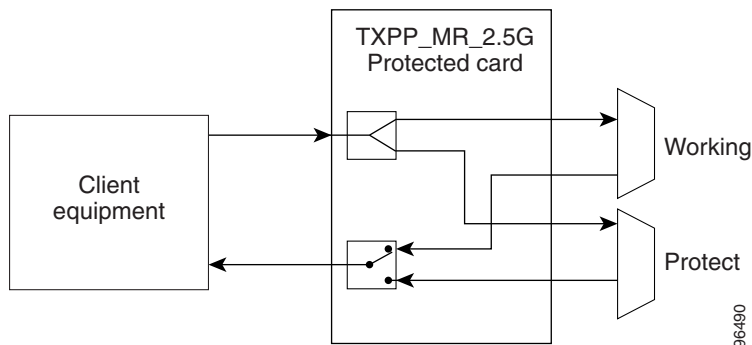 TXPP_MR_2.5G
Protected card
Client
equipment
Working
Protect
96490